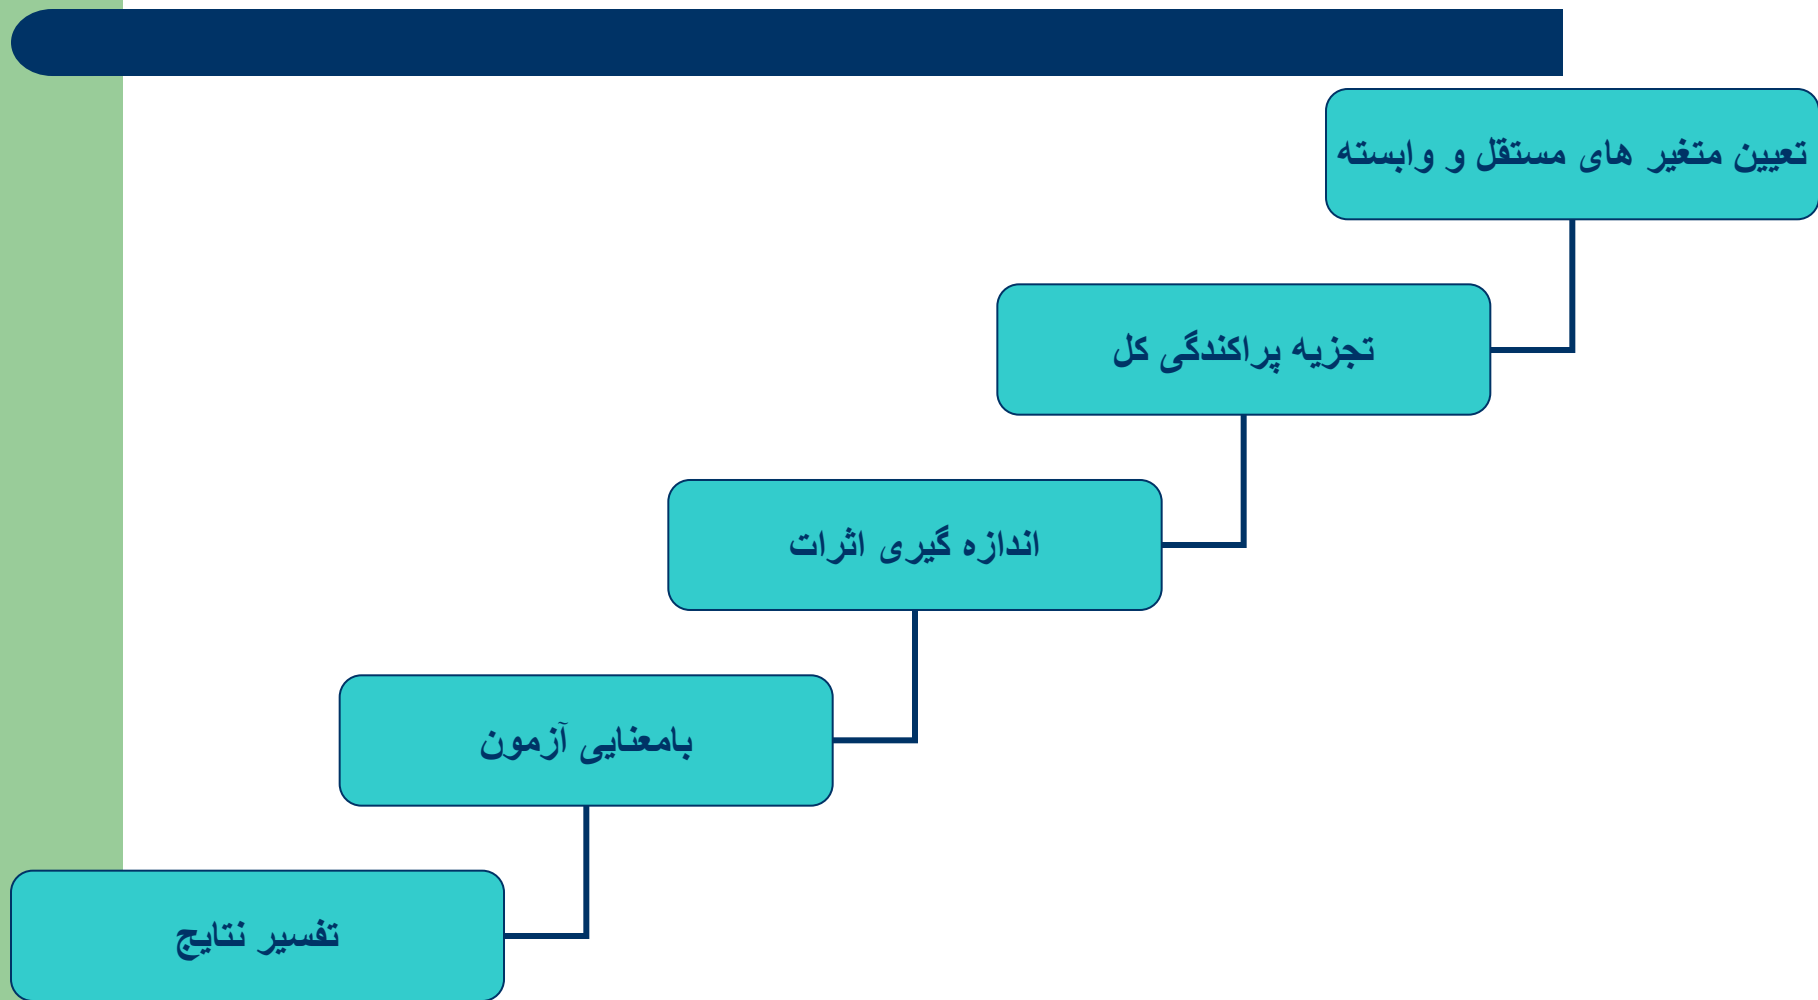 تعیین متغیر های مستقل و وابسته
تجزیه پراکندگی کل
اندازه گیری اثرات
بامعنایی آزمون
تفسیر نتایج